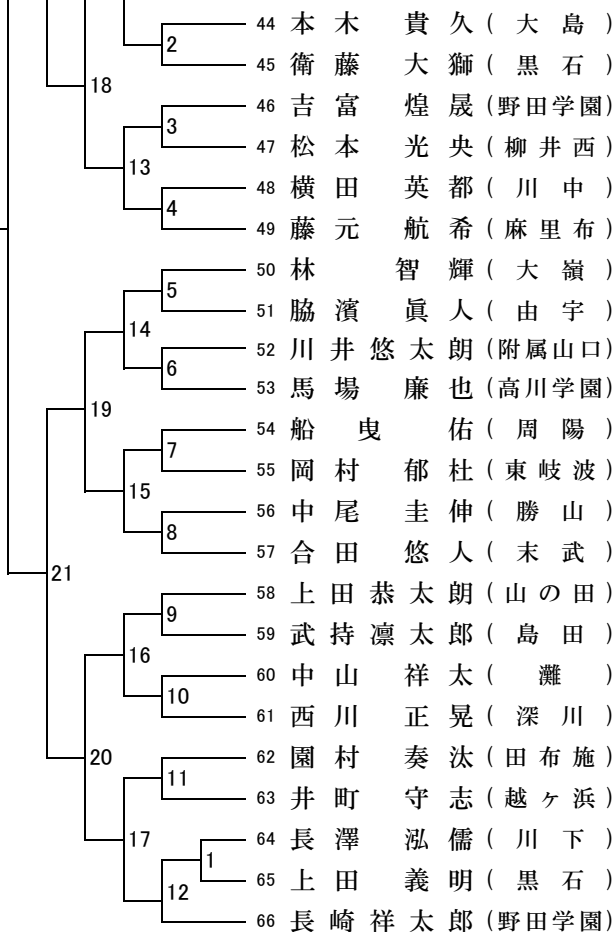 44 本木 貴久 (大島)
2
45 衛藤 大獅 (黒石)
18
46 吉富 煌晟 (野田学園)
3
47 松本 光央 (柳井西)
13
48 横田 英都 (川中)
4
49 藤元 航希 (麻里布)
50 林 智輝 (大嶺)
5
51 脇濱 眞人 (由宇)
14
52 川井悠太朗 (附属山口)
6
53 馬場 廉也 (高川学園)
19
54 船曳 佑 (周陽)
7
55 岡村 郁杜 (東岐波)
15
56 中尾 圭伸 (勝山)
8
57 合田 悠人 (末武)
21
58 上田恭太朗 (山の田)
9
59 武持凛太郎 (島田)
16
60 中山 祥太 (灘)
10
61 西川 正晃 (深川)
20
62 園村 奏汰 (田布施)
11
63 井町 守志 (越ヶ浜)
17
64 長澤 泓儒 (川下)
1
65 上田 義明 (黒石)
12
66 長崎祥太郎 (野田学園)